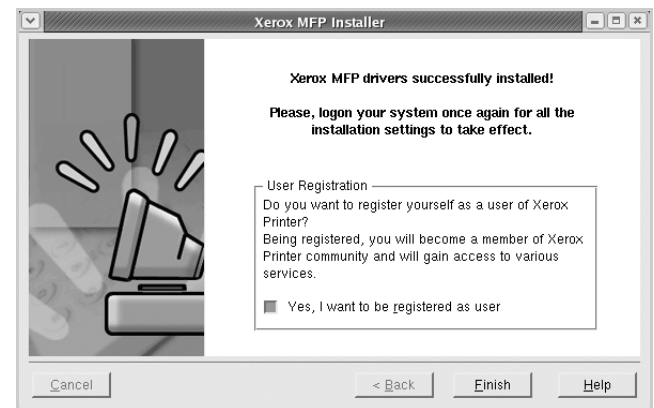 Xerox MFP Installer
Xerox MFP drivers successfully installed!
Please, logon your system once again for all the
installation settings to take effect.
User Registration
Do you want to register yourself as a user of Xerox
Printer?
Being registered, you will become a member of Xerox
Printer community and will gain access to various
services.
Yes, I want to be registered as user
Cancel
< Back
Finish
Help